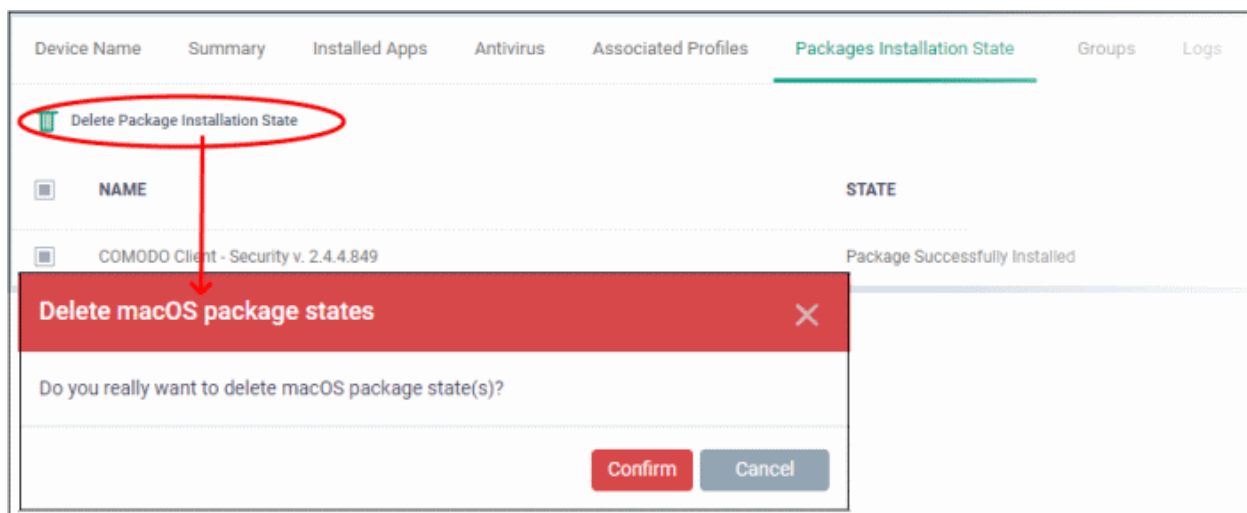 Device Name Summary Installed Apps Antivirus Associated Profiles Packages Installation State Groups Logs
Delete Package Installation State
NAME STATE
COMODO Client - Security v. 2.4.4.849 Package Successfully Installed
Delete macOS package states
Do you really want to delete macOS package state(s)?
Confirm Cancel